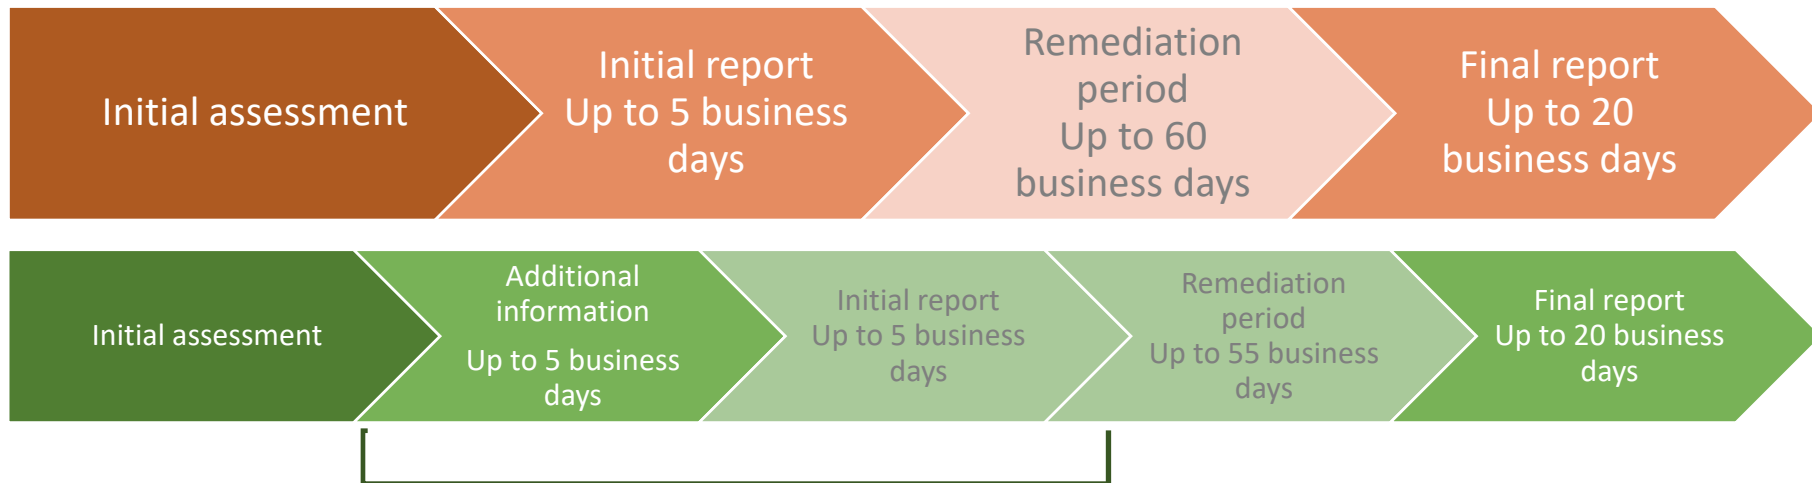 Initial assessment
Initial report
Up to 5 business
days
Remediation
period
Up to 60
business days
Final report
Up to 20
business days
Initial assessment
Additional
information
Up to 5 business
days
Initial report
Up to 5 business
days
Remediation
period
Up to 55 business
days
Final report
Up to 20 business
days